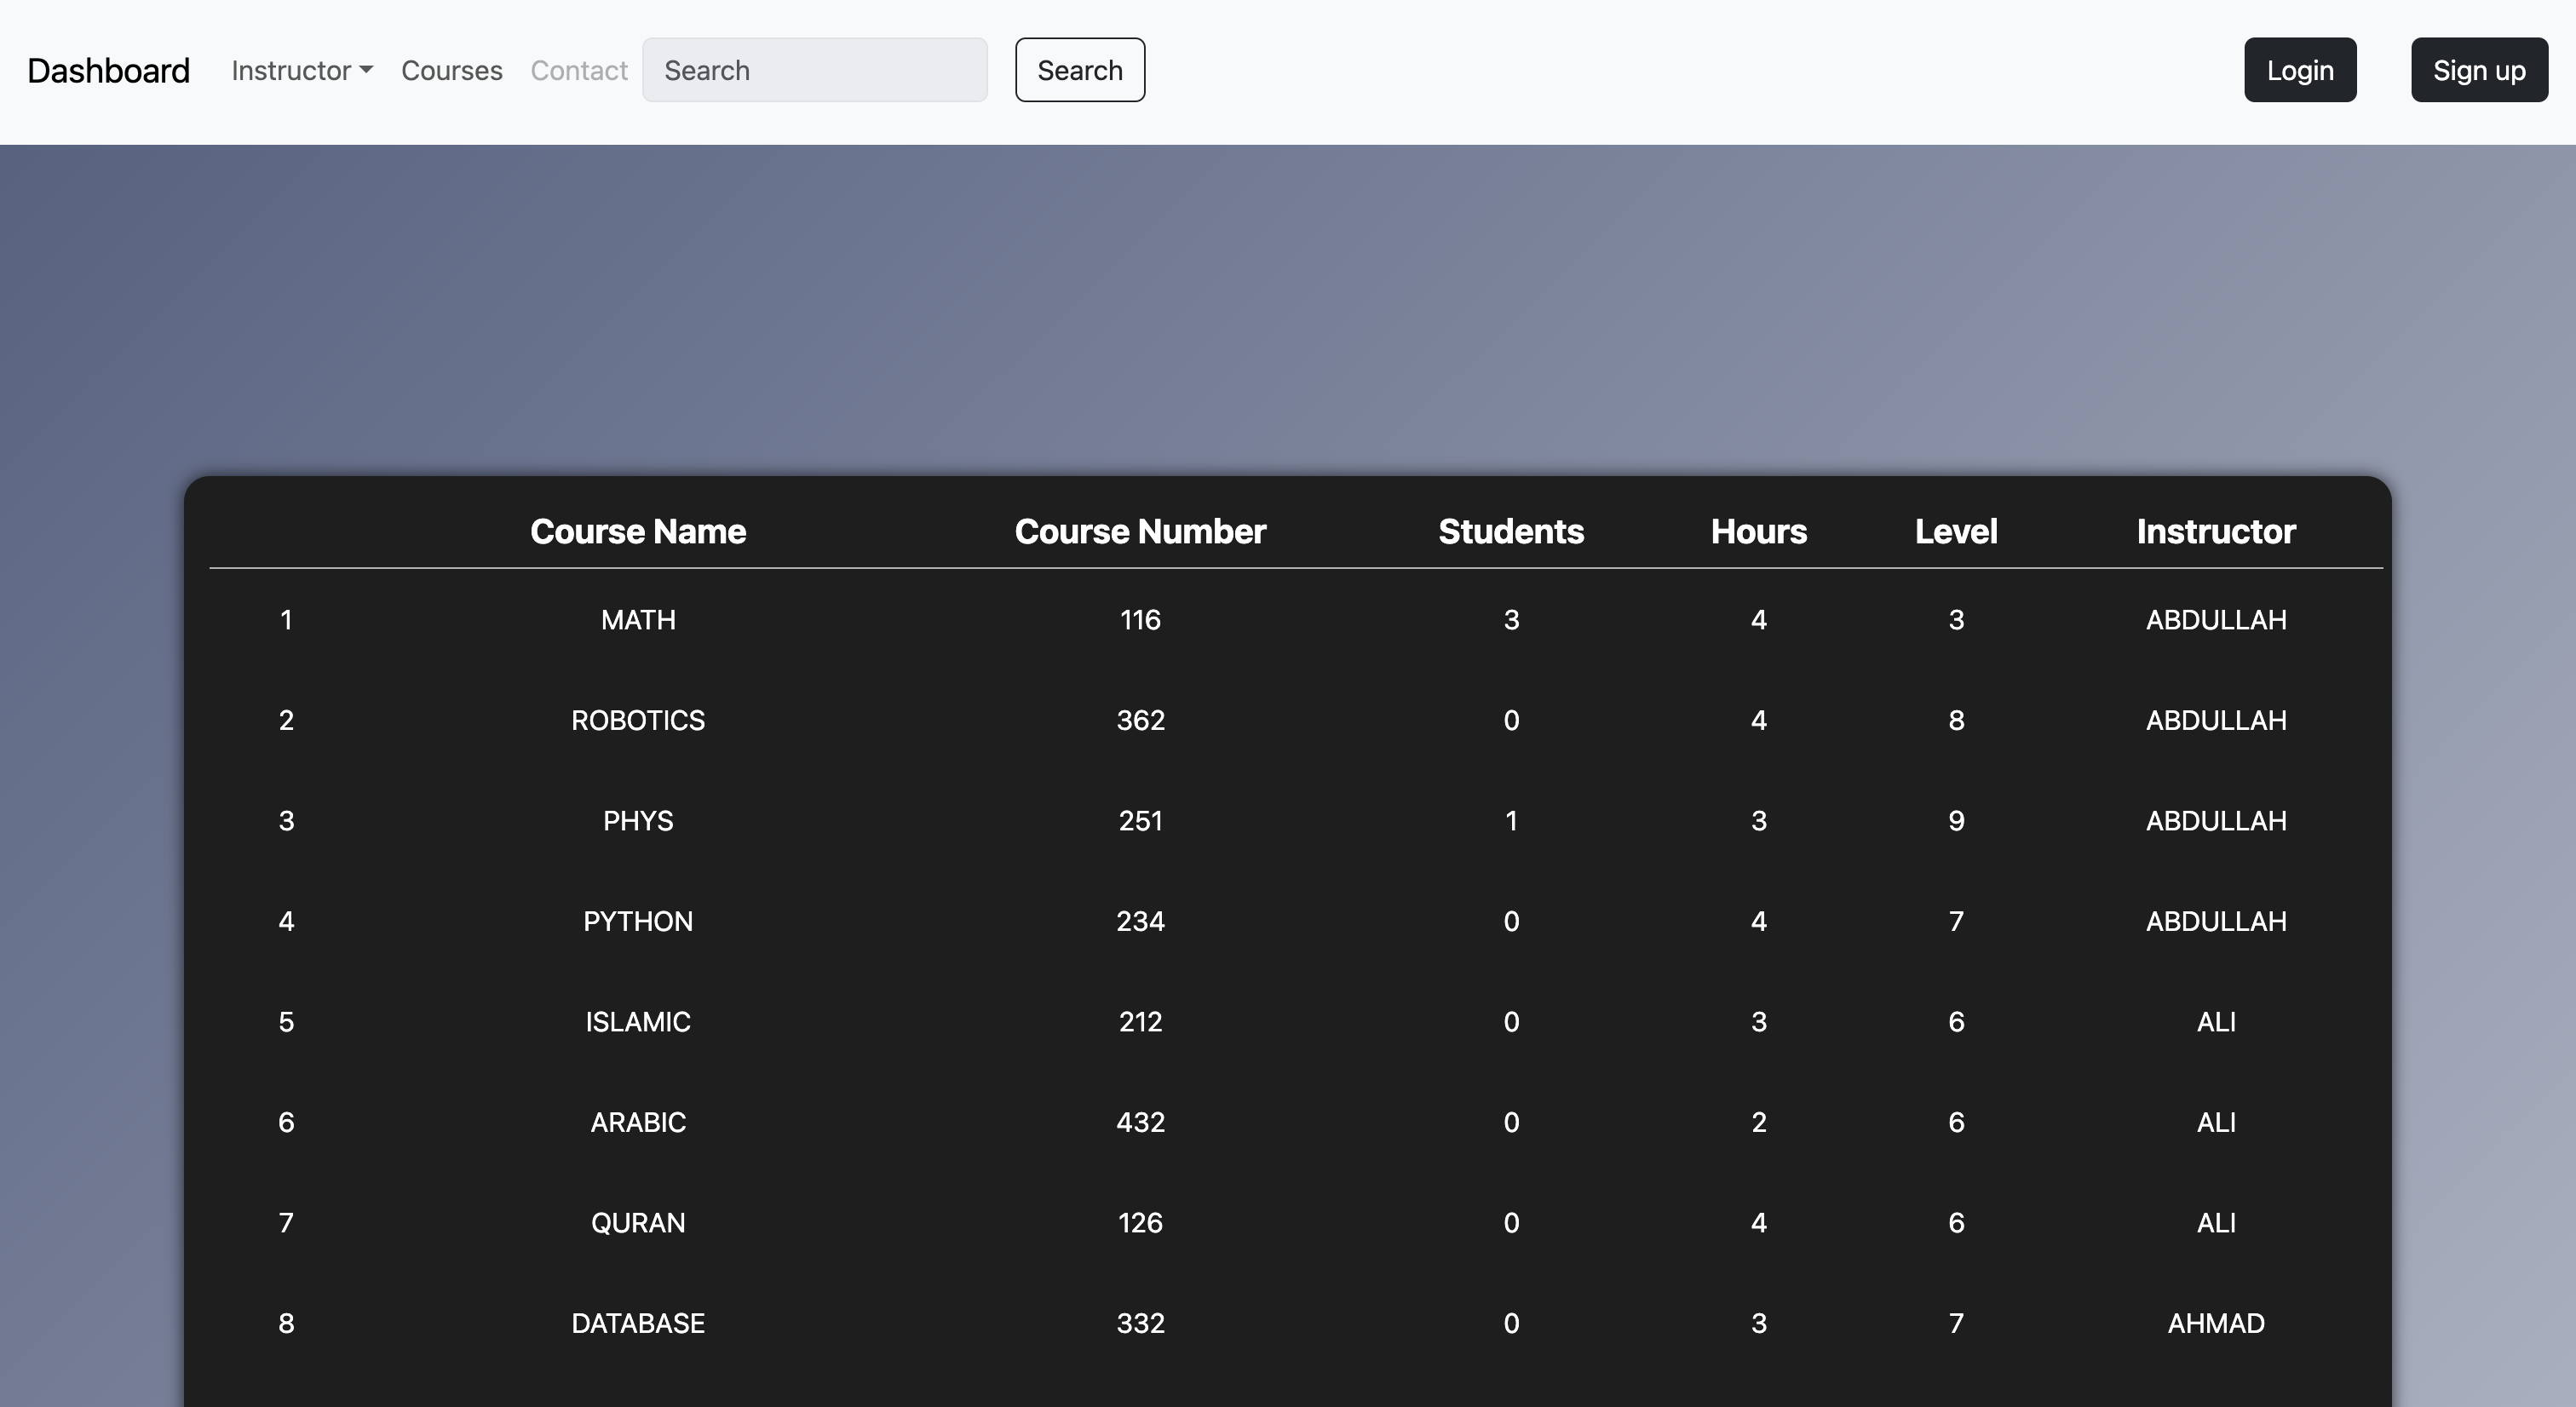 Dashboard Instructor Courses Contact Search Search Login Sign up
Course Name Course Number Students Hours Level Instructor
1 MATH 116 3 4 3 ABDULLAH
2 ROBOTICS 362 0 4 8 ABDULLAH
3 PHYS 251 1 3 9 ABDULLAH
4 PYTHON 234 0 4 7 ABDULLAH
5 ISLAMIC 212 0 3 6 ALI
6 ARABIC 432 0 2 6 ALI
7 QURAN 126 0 4 6 ALI
8 DATABASE 332 0 3 7 AHMAD